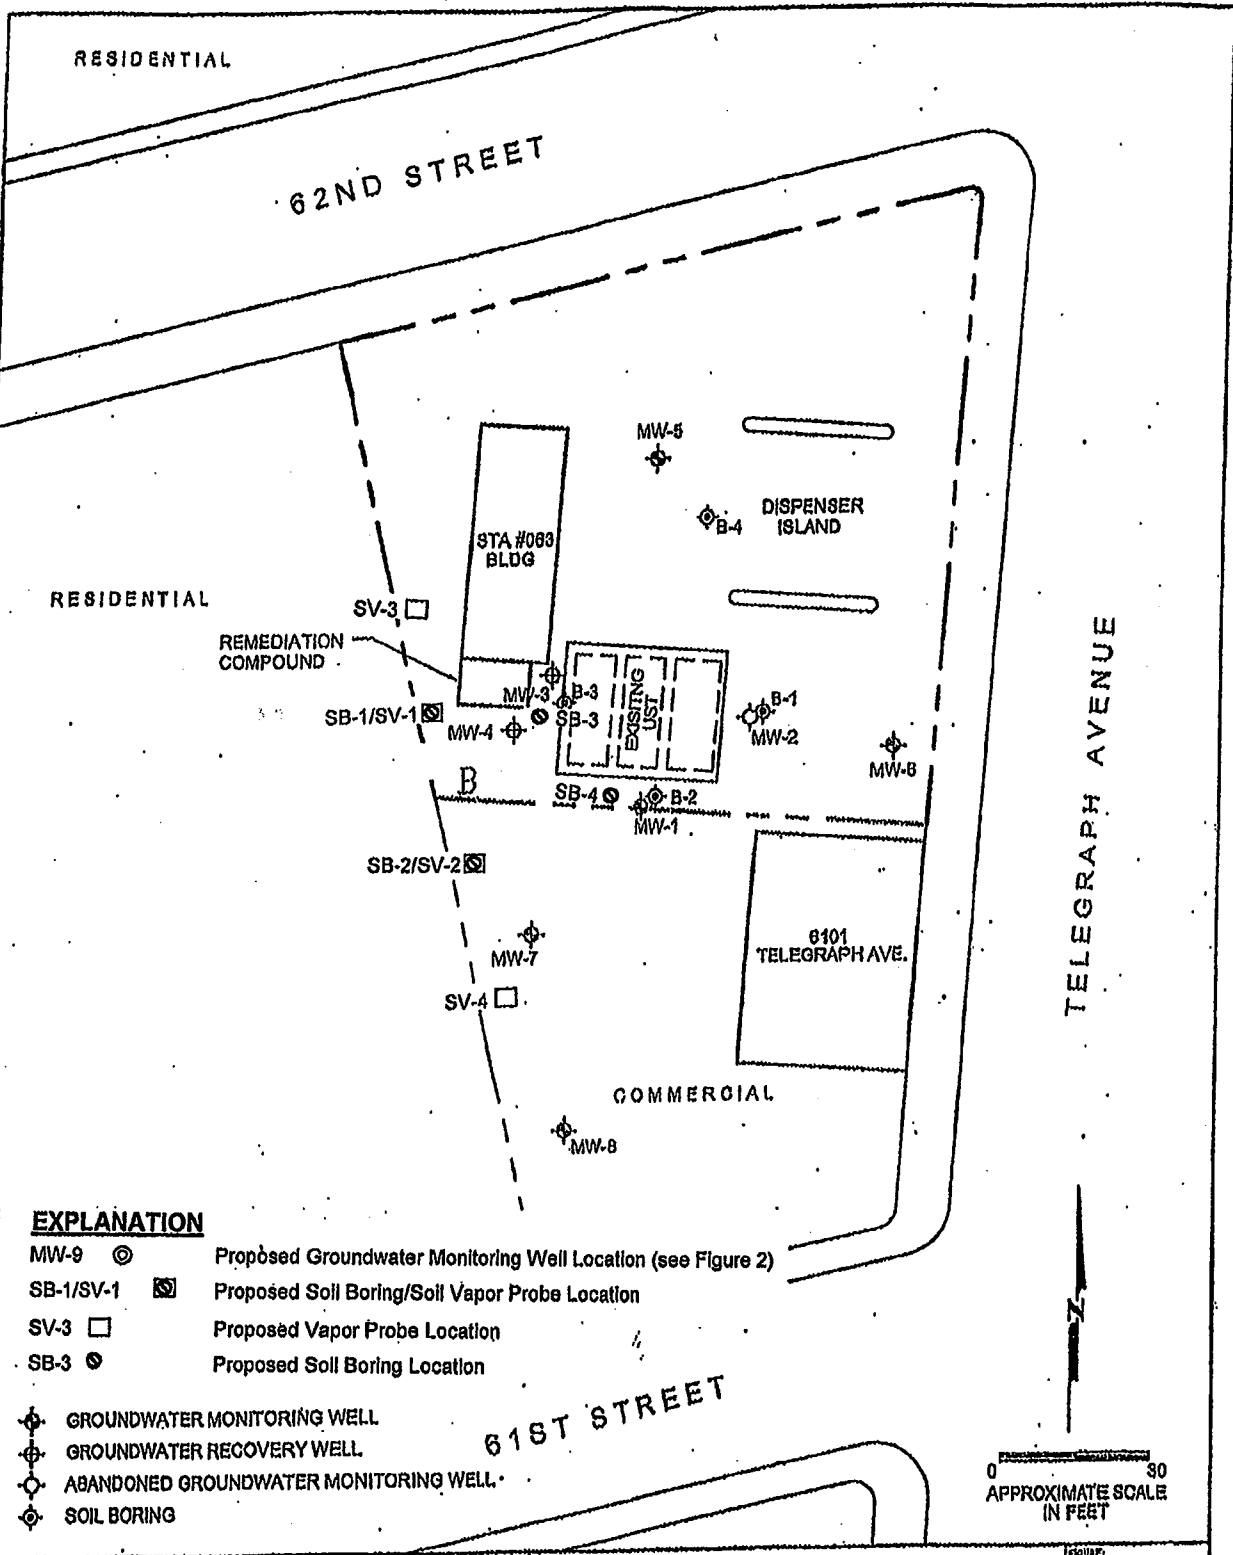 RESIDENTIAL
62ND STREET
MW-5
DISPENSER
ISLAND
B-4
STA #063
BLDG
RESIDENTIAL
SV-3
REMEDIATION
COMPOUND
MW-3
B-3
SB-3
EXISITNG
UST
B-1
MW-2
SB-1/SV-1
MW-4
MW-6
B
SB-4
B-2
MW-1
SB-2/SV-2
6101
TELEGRAPH AVE.
MW-7
SV-4
TELEGRAPH AVENUE
COMMERCIAL
MW-8
EXPLANATION
MW-9 Proposed Groundwater Monitoring Well Location (see Figure 2)
SB-1/SV-1 Proposed Soil Boring/Soil Vapor Probe Location
SV-3 Proposed Vapor Probe Location
SB-3 Proposed Soil Boring Location
GROUNDWATER MONITORING WELL
GROUNDWATER RECOVERY WELL
ABANDONED GROUNDWATER MONITORING WELL
SOIL BORING
61ST STREET
N
0 30
APPROXIMATE SCALE
IN FEET